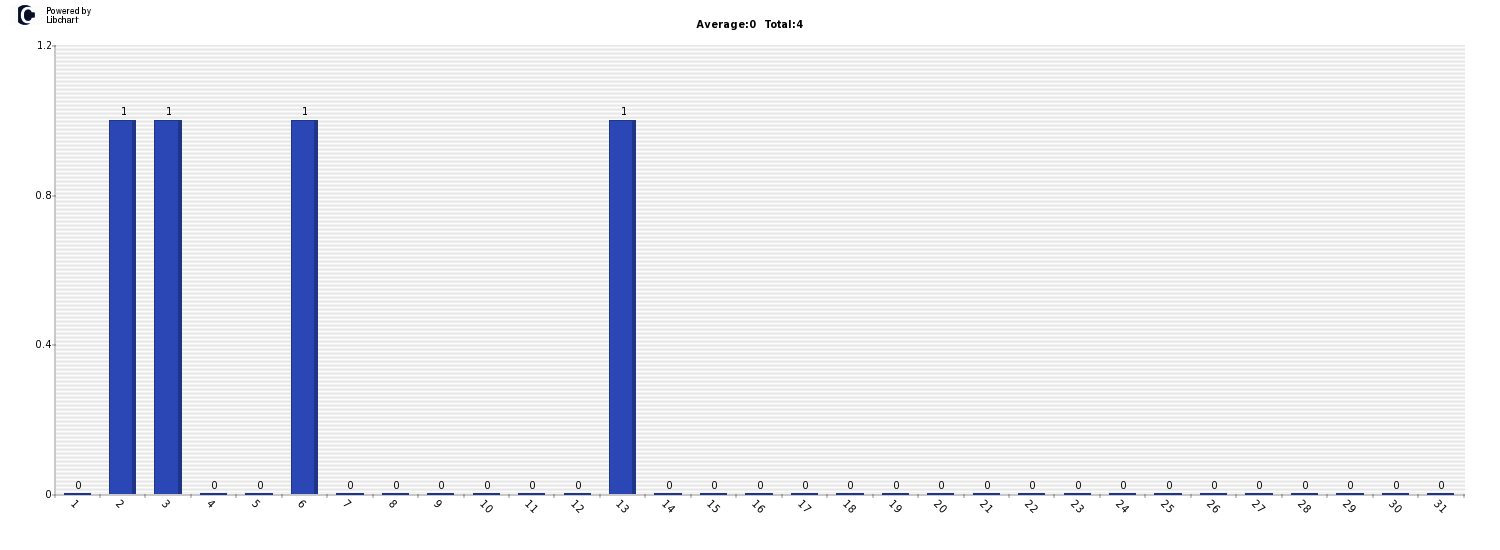 Powered by
Libchart
Average:0 Total:4
1.2
0.8
0.4
0
0 1 1 0 0 1 0 0 0 0 0 0 1 0 0 0 0 0 0 0 0 0 0 0 0 0 0 0 0 0 0
1 2 3 4 5 6 7 8 9 10 11 12 13 14 15 16 17 18 19 20 21 22 23 24 25 26 27 28 29 30 31